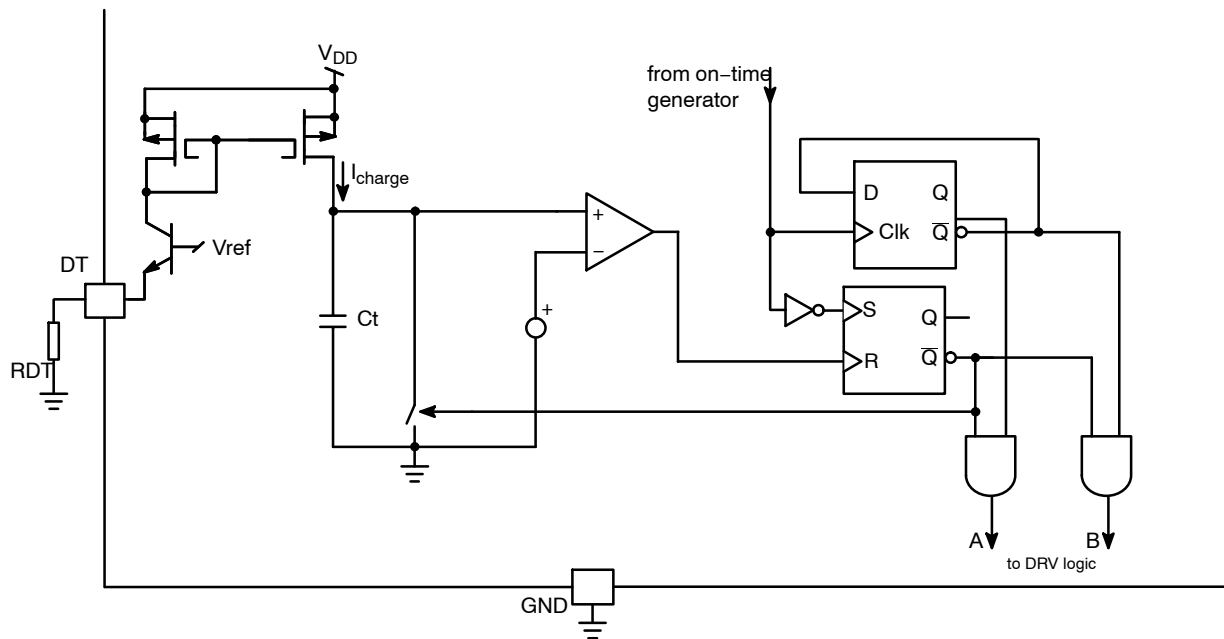 VDD
from on−time
generator
Icharge
D
Q
Clk
Q
Vref
DT
+
−
+
Ct
S
Q
R
Q
RDT
A
B
to DRV logic
GND